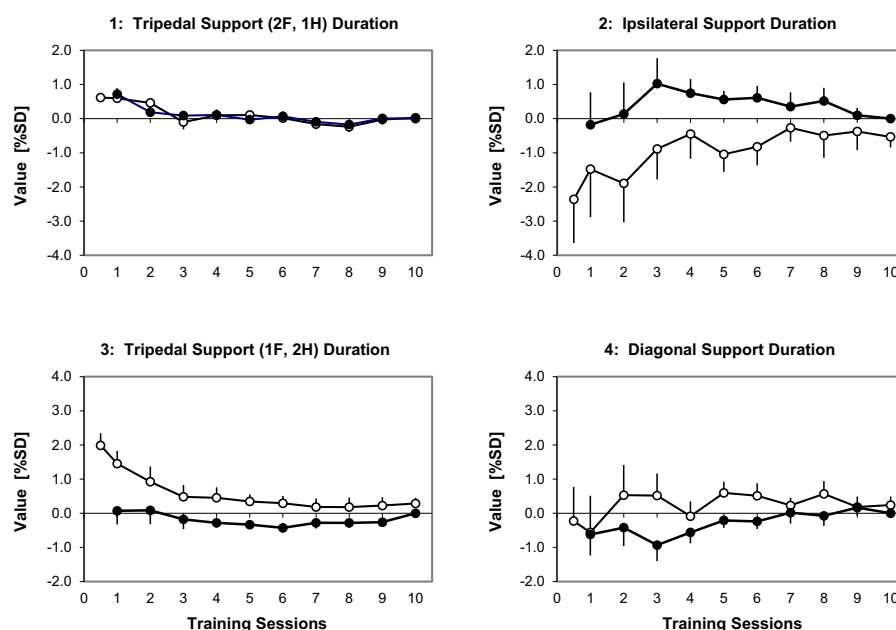 1: Tripedal Support (2F, 1H) Duration
2.0
1.0
0.0
-1.0
-2.0
-3.0
-4.0
Value [%SD]
0 1 2 3 4 5 6 7 8 9 10
2: Ipsilateral Support Duration
2.0
1.0
0.0
-1.0
-2.0
-3.0
-4.0
Value [%SD]
0 1 2 3 4 5 6 7 8 9 10
3: Tripedal Support (1F, 2H) Duration
4.0
3.0
2.0
1.0
0.0
-1.0
-2.0
Value [%SD]
0 1 2 3 4 5 6 7 8 9 10
Training Sessions
4: Diagonal Support Duration
4.0
3.0
2.0
1.0
0.0
-1.0
-2.0
Value [%SD]
0 1 2 3 4 5 6 7 8 9 10
Training Sessions